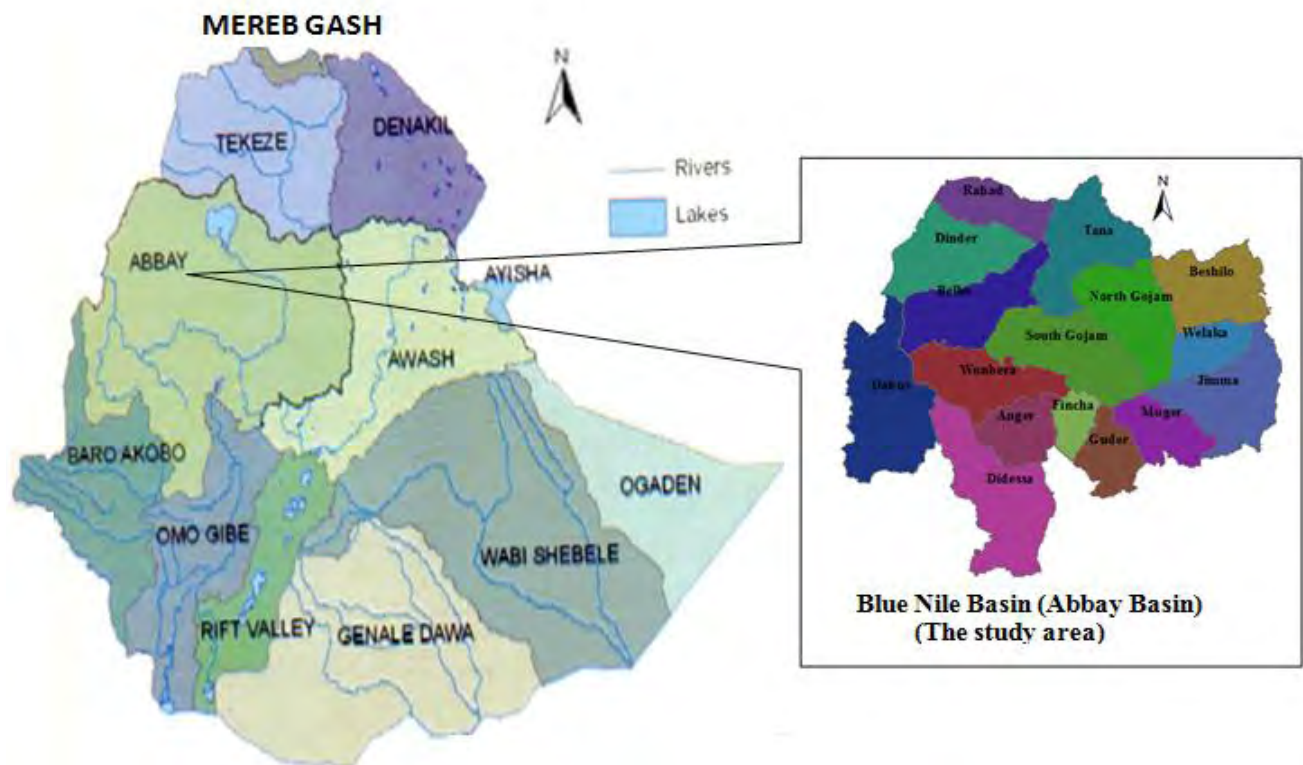 MEREB GASH
N
TEKEZE
DENAKIL
Rivers
Lakes
ABBAY
A
AYISHA
AWASH
BARO AKOBO
OMO GIBE
OGADEN
WABI SHEBELE
RIFT VALLEY
GENALE DAWA
N
Rahad
Tana
Dinder
Beshilo
North Gojam
South Gojam
Welaka
Wonbera
Jimma
Dabus
Anger
Fincha
Muger
Guder
Didessa
Blue Nile Basin (Abbay Basin)
(The study area)